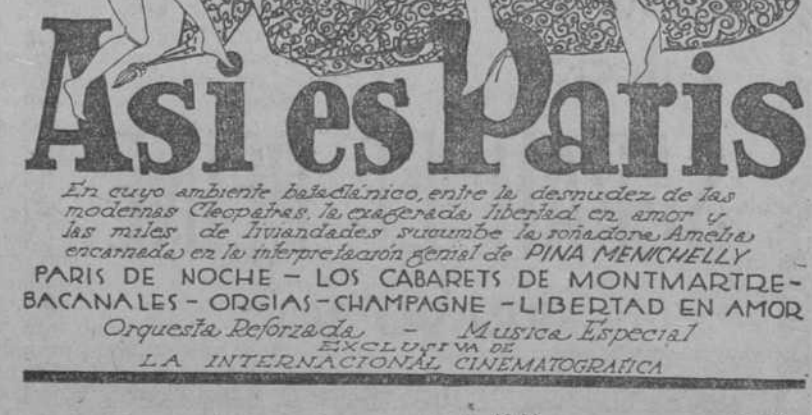 Asi es Paris
En cuyo ambiente bataclánico, entre la desnudez de las
modernas Cleopatras, la exagerada libertad en amor y
las miles de liviandades sucumbe la soñadora Amelia
encarnada en la interpretación genial de PINA MENICHELLY
PARIS DE NOCHE - LOS CABARETS DE MONTMARTRE-
BACANALES - ORGIAS - CHAMPAGNE - LIBERTAD EN AMOR
Orquesta Reforzada - Musica Especial
EXCLUSIVA DE
LA INTERNACIONAL CINEMATOGRAFICA